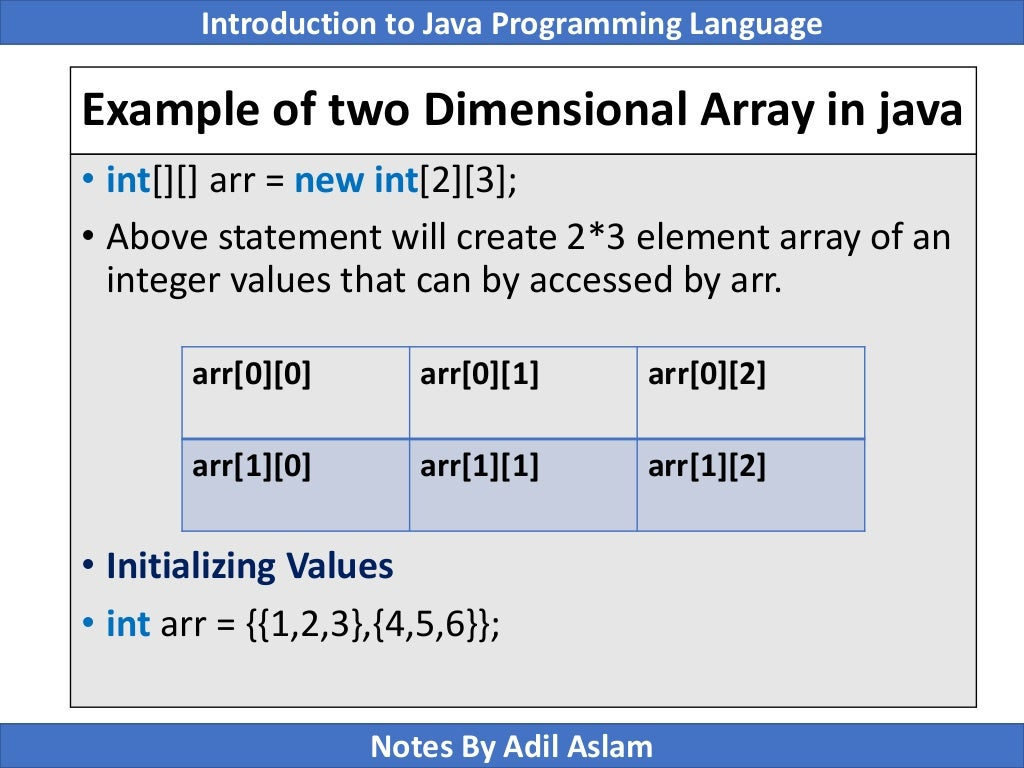 Introduction to Java Programming Language
Example of two Dimensional Array in java
• int[][] arr = new int[2][3];
• Above statement will create 2*3 element array of an
integer values that can by accessed by arr.
arr[0][0] arr[0][1] arr[0][2]
arr[1][0] arr[1][1] arr[1][2]
• Initializing Values
• int arr = {{1,2,3},{4,5,6}};
Notes By Adil Aslam